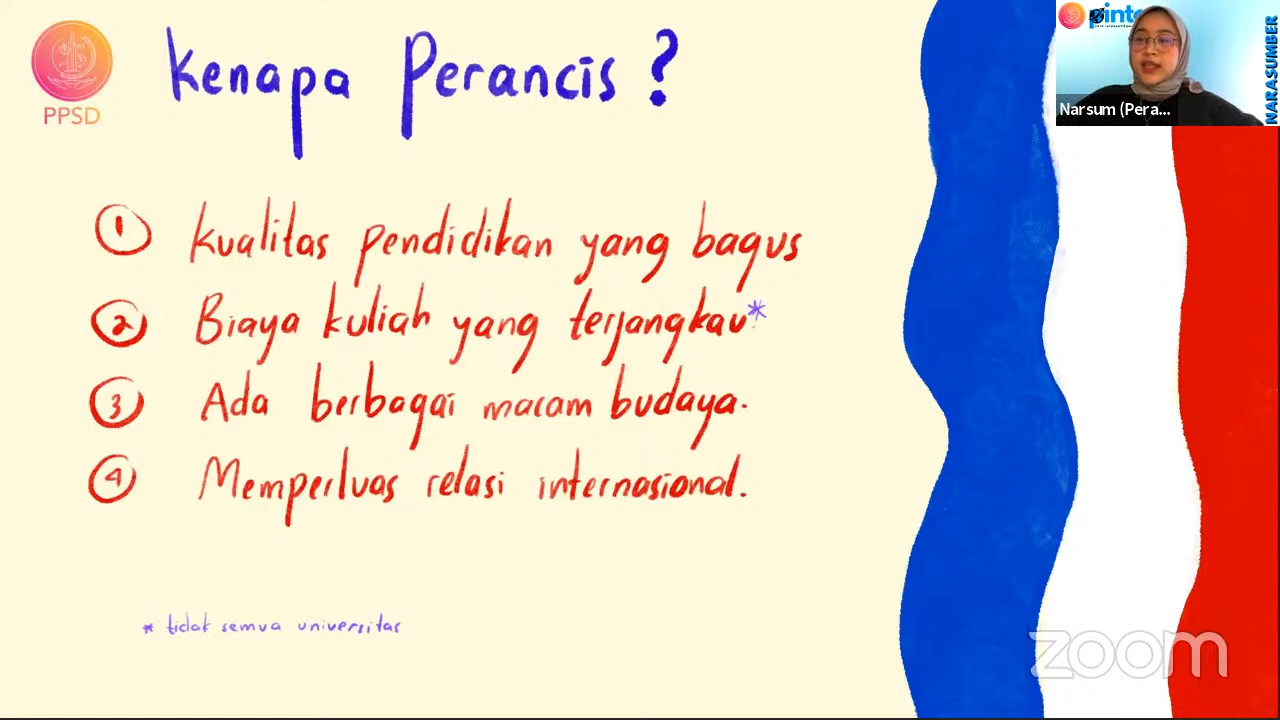 Kenapa Perancis ?
PPSD
1 Kualitas pendidikan yang bagus
2 Biaya kuliah yang terjangkau*
3 Ada berbagai macam budaya.
4 Memperluas relasi internasional.
* tidak semua universitas
Narsum (Pera...
NARASUMBER
zoom